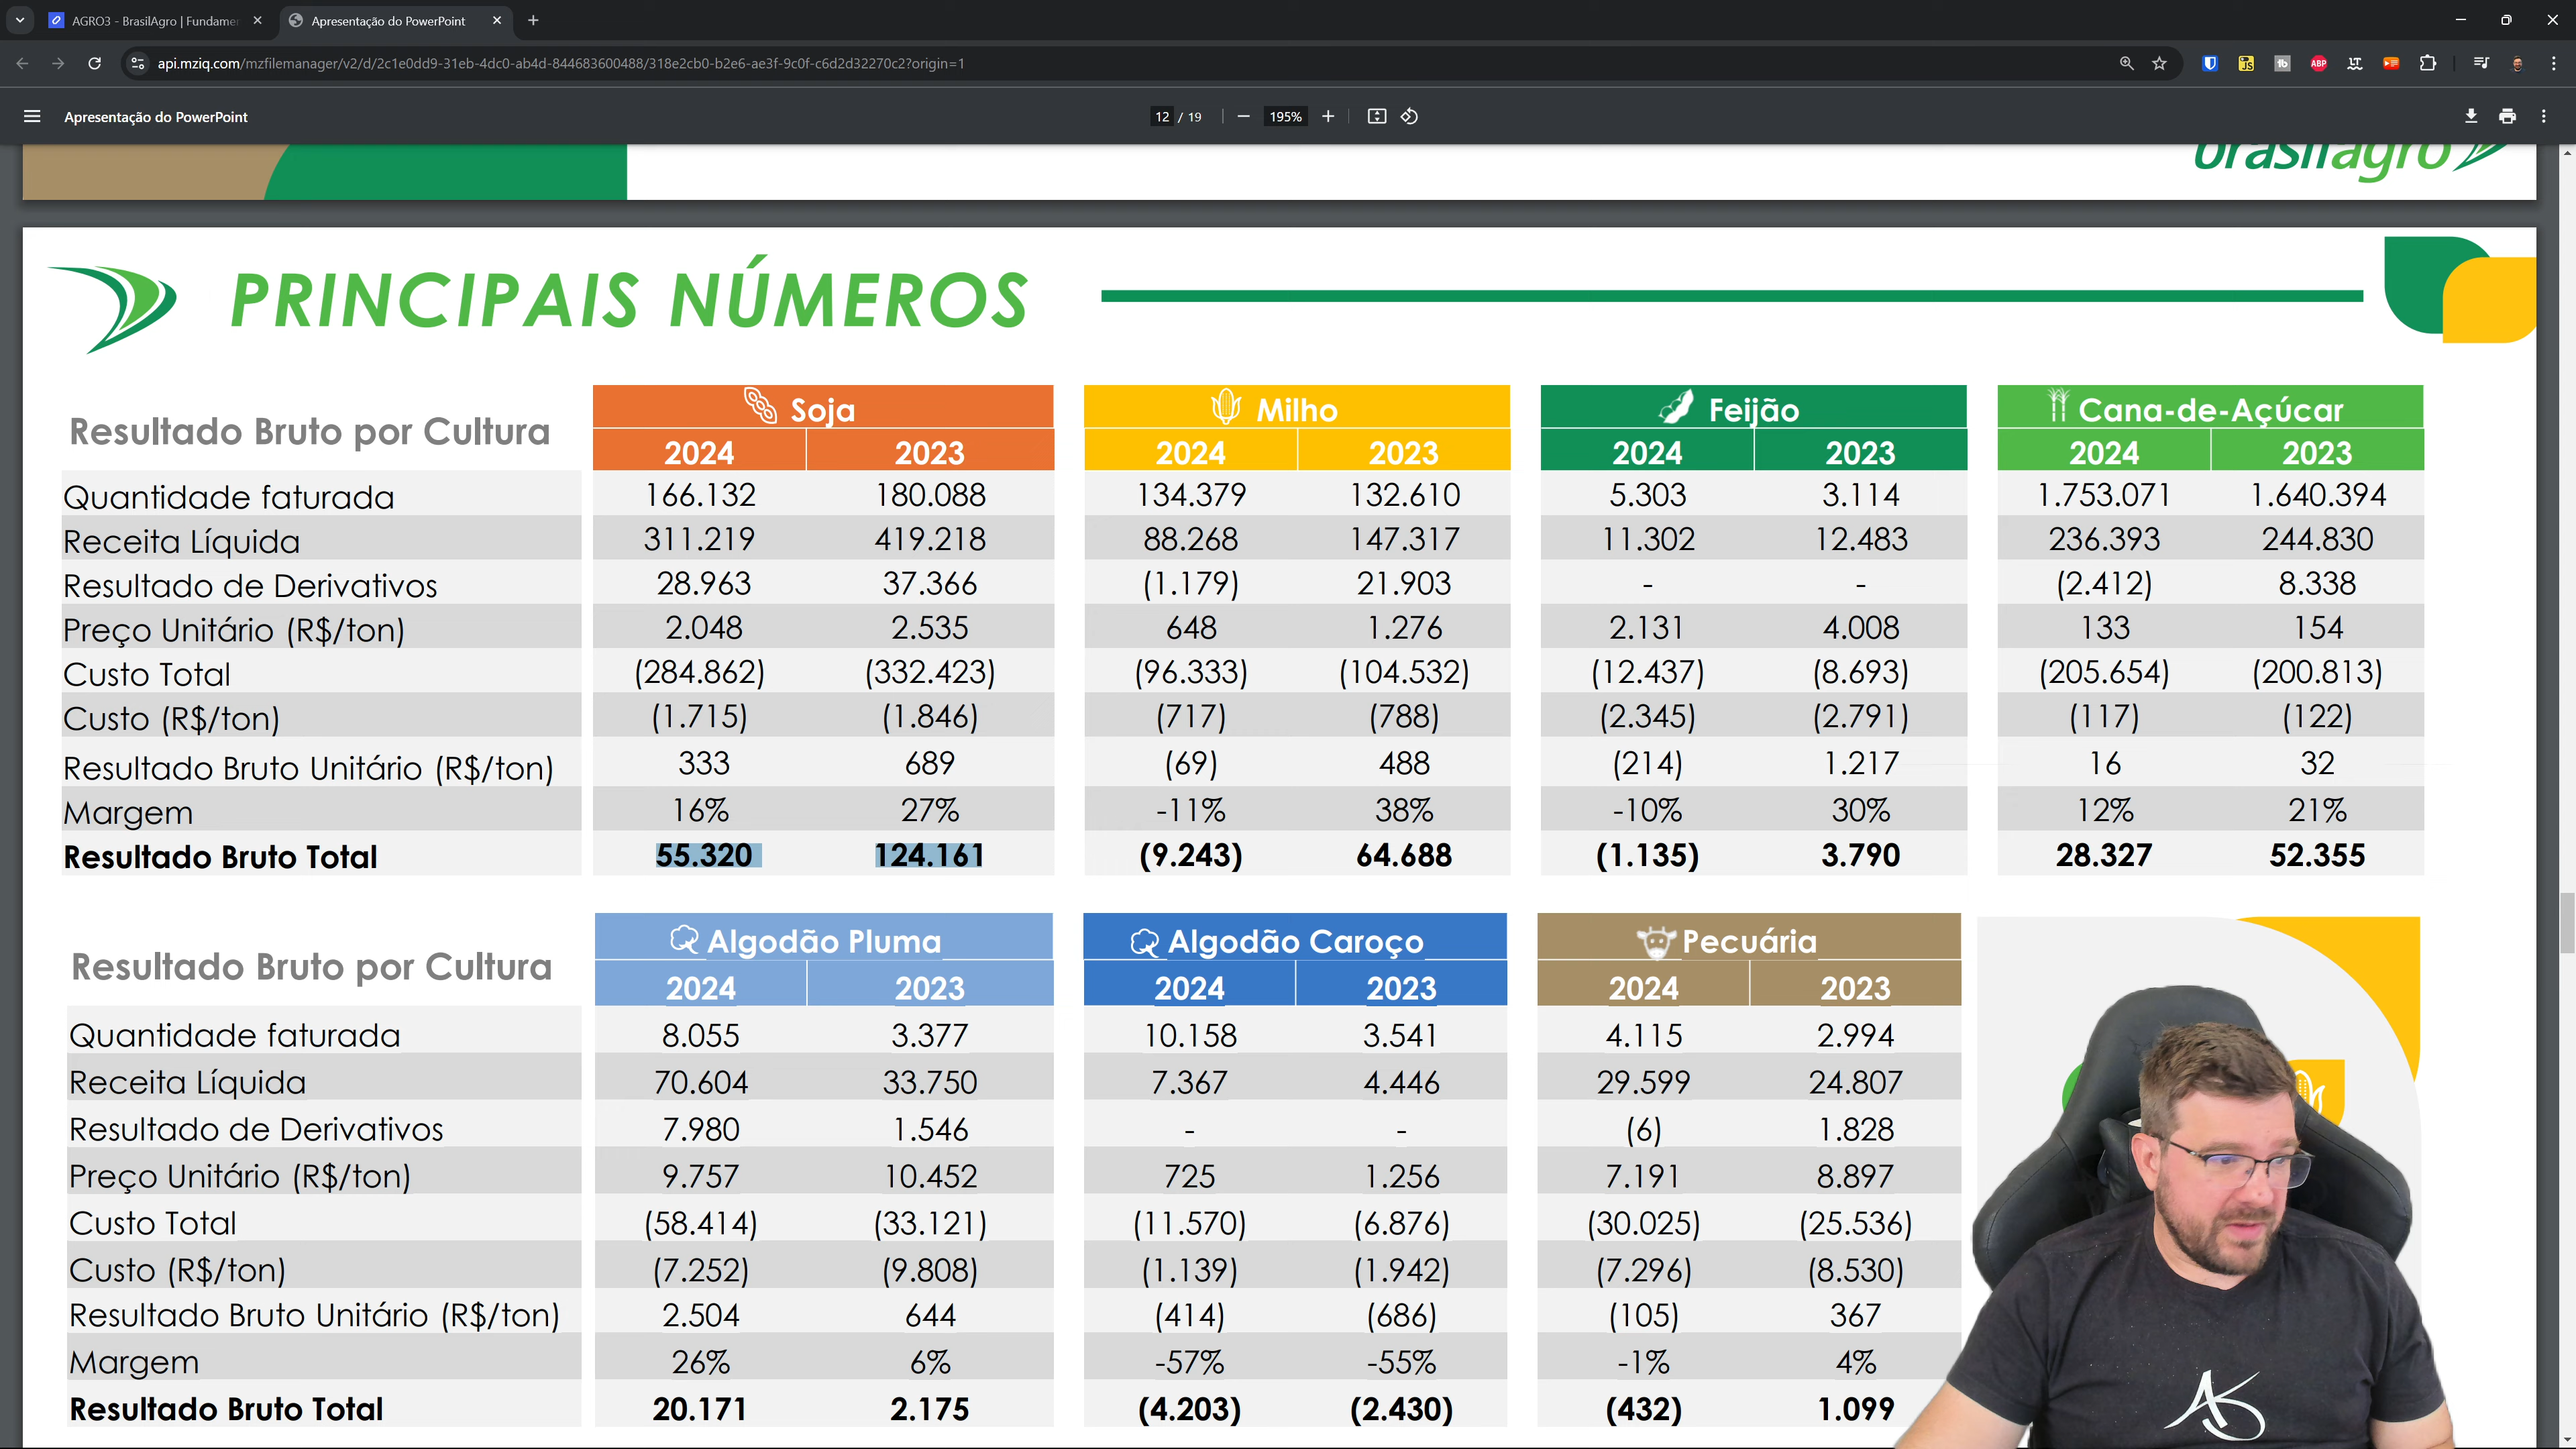 AGRO3 - BrasilAgro | Fundamen
Apresentação do PowerPoint
api.mziq.com/mzfilemanager/v2/d/2c1e0dd9-31eb-4dc0-ab4d-844683600488/318e2cb0-b2e6-ae3f-9c0f-c6d2d32270c2?origin=1
Apresentação do PowerPoint
12 / 19
195%
brasilagro
PRINCIPAIS NÚMEROS
Resultado Bruto por Cultura
Soja Milho Feijão Cana-de-Açúcar
2024 2023 2024 2023 2024 2023 2024 2023
Quantidade faturada 166.132 180.088 134.379 132.610 5.303 3.114 1.753.071 1.640.394
Receita Líquida 311.219 419.218 88.268 147.317 11.302 12.483 236.393 244.830
Resultado de Derivativos 28.963 37.366 (1.179) 21.903 - - (2.412) 8.338
Preço Unitário (R$/ton) 2.048 2.535 648 1.276 2.131 4.008 133 154
Custo Total (284.862) (332.423) (96.333) (104.532) (12.437) (8.693) (205.654) (200.813)
Custo (R$/ton) (1.715) (1.846) (717) (788) (2.345) (2.791) (117) (122)
Resultado Bruto Unitário (R$/ton) 333 689 (69) 488 (214) 1.217 16 32
Margem 16% 27% -11% 38% -10% 30% 12% 21%
Resultado Bruto Total 55.320 124.161 (9.243) 64.688 (1.135) 3.790 28.327 52.355
Resultado Bruto por Cultura
Algodão Pluma Algodão Caroço Pecuária
2024 2023 2024 2023 2024 2023
Quantidade faturada 8.055 3.377 10.158 3.541 4.115 2.994
Receita Líquida 70.604 33.750 7.367 4.446 29.599 24.807
Resultado de Derivativos 7.980 1.546 - - (6) 1.828
Preço Unitário (R$/ton) 9.757 10.452 725 1.256 7.191 8.897
Custo Total (58.414) (33.121) (11.570) (6.876) (30.025) (25.536)
Custo (R$/ton) (7.252) (9.808) (1.139) (1.942) (7.296) (8.530)
Resultado Bruto Unitário (R$/ton) 2.504 644 (414) (686) (105) 367
Margem 26% 6% -57% -55% -1% 4%
Resultado Bruto Total 20.171 2.175 (4.203) (2.430) (432) 1.099